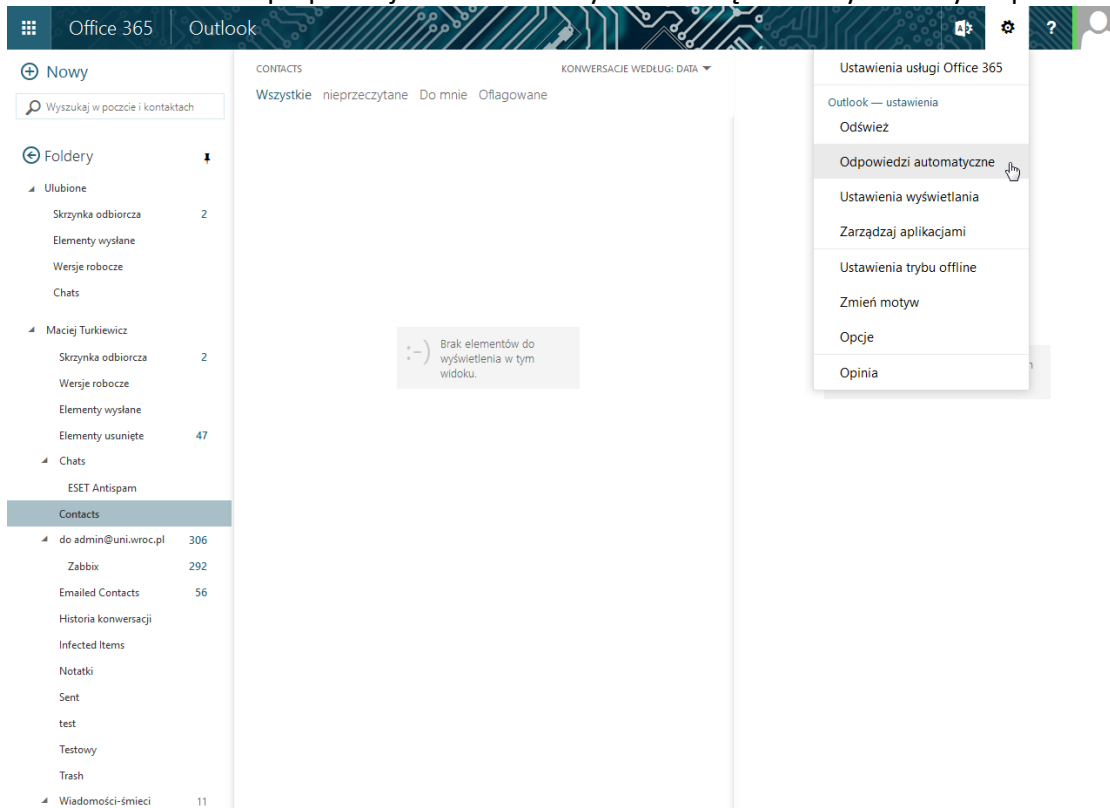 Office 365 Outlook
?
Nowy
Wyszukaj w poczcie i kontaktach
Foldery
Ulubione
Skrzynka odbiorcza 2
Elementy wysłane
Wersje robocze
Chats
Maciej Turkiewicz
Skrzynka odbiorcza 2
Wersje robocze
Elementy wysłane
Elementy usunięte 47
Chats
ESET Antispam
Contacts
do admin@uni.wroc.pl 306
Zabbix 292
Emailed Contacts 56
Historia konwersacji
Infected Items
Notatki
Sent
test
Testowy
Trash
Wiadomości-śmieci 11
CONTACTS KONWERSACJE WEDŁUG: DATA
Wszystkie nieprzeczytane Do mnie Oflagowane
:-) Brak elementów do
wyświetlenia w tym
widoku.
Ustawienia usługi Office 365
Outlook — ustawienia
Odśwież
Odpowiedzi automatyczne
Ustawienia wyświetlania
Zarządzaj aplikacjami
Ustawienia trybu offline
Zmień motyw
Opcje
Opinia